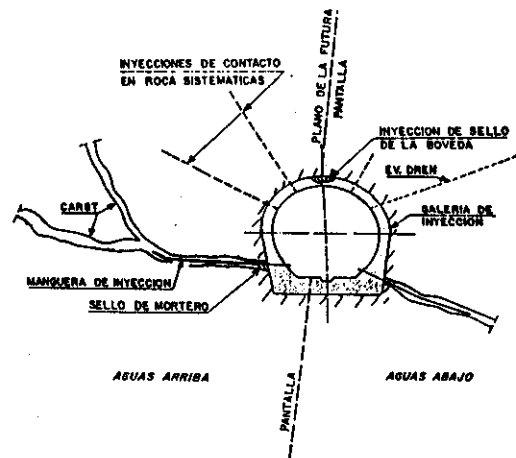 INYECCIONES DE CONTACTO
EN ROCA SISTEMATICAS
PLANO DE LA FUTURA
PANTALLA
INYECCION DE SELLO
DE LA BOVEDA
EV. DREN
CARST
GALERIA DE
INYECCION
MANGUERA DE INYECCION
SELLO DE MORTERO
AGUAS ARRIBA
AGUAS ABAJO
PANTALLA